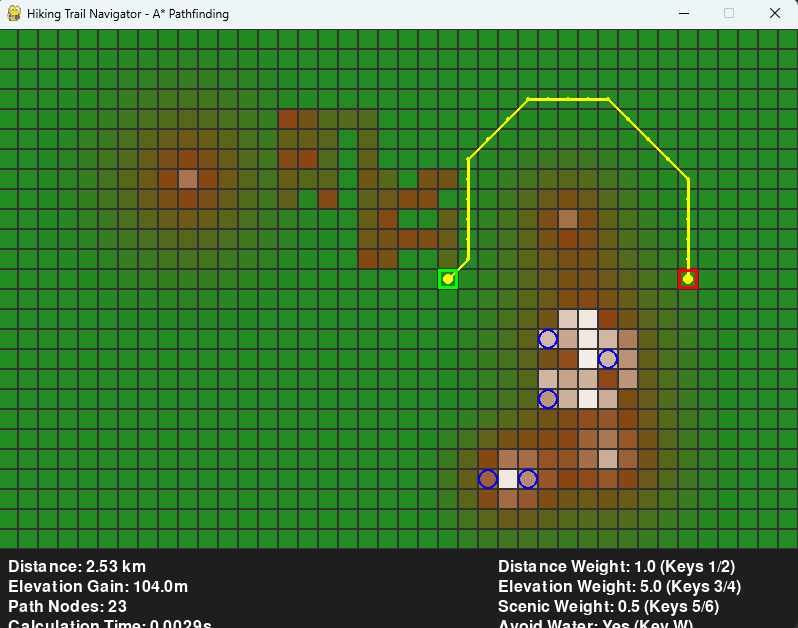 Hiking Trail Navigator - A* Pathfinding
Distance: 2.53 km
Elevation Gain: 104.0m
Path Nodes: 23
Calculation Time: 0.0029s
Distance Weight: 1.0 (Keys 1/2)
Elevation Weight: 5.0 (Keys 3/4)
Scenic Weight: 0.5 (Keys 5/6)
Avoid Water: Yes (Key W)